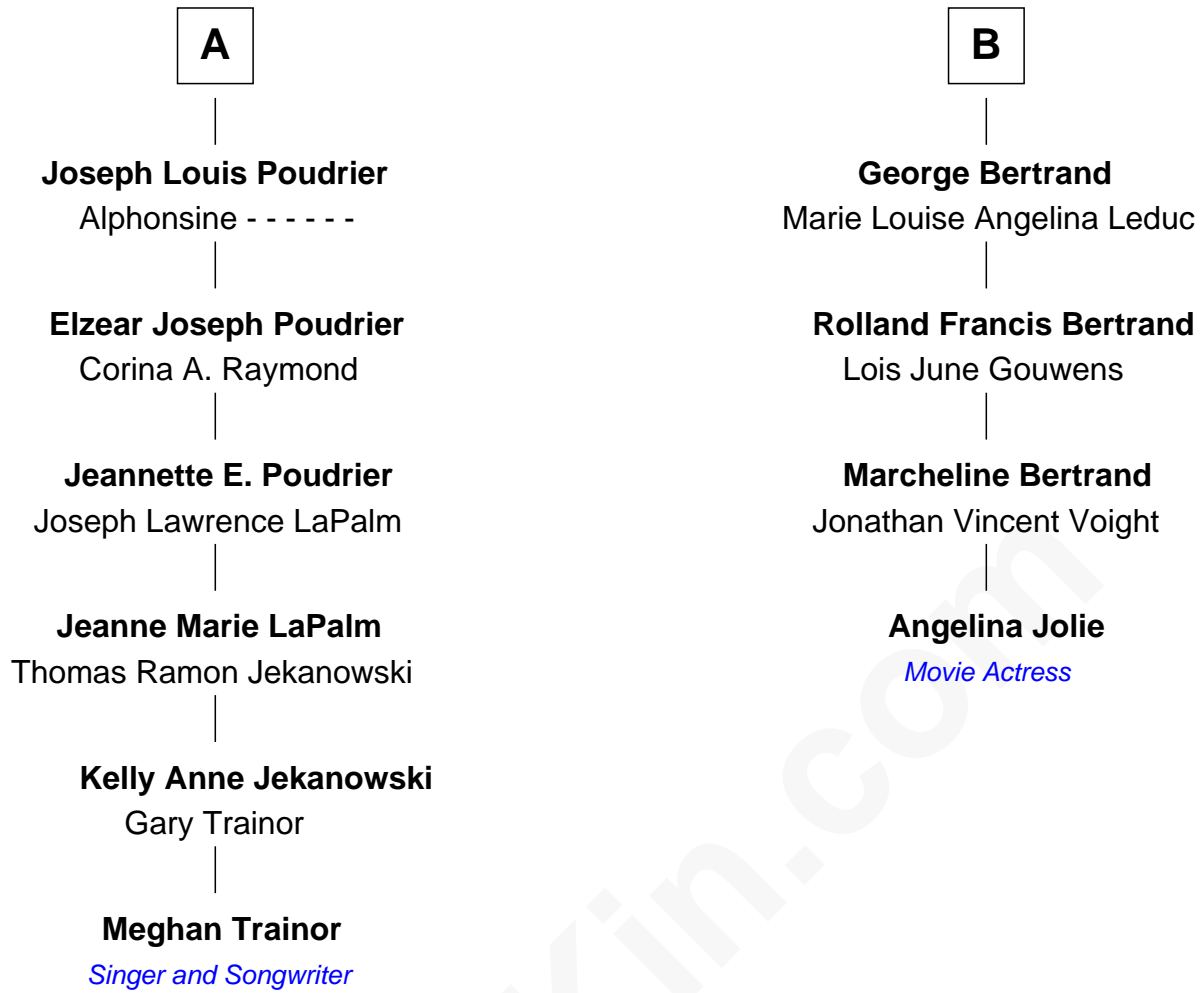 A
Joseph Louis Poudrier
Alphonsine - - - - - -
Elzear Joseph Poudrier
Corina A. Raymond
Jeannette E. Poudrier
Joseph Lawrence LaPalm
Jeanne Marie LaPalm
Thomas Ramon Jekanowski
Kelly Anne Jekanowski
Gary Trainor
Meghan Trainor
Singer and Songwriter
B
George Bertrand
Marie Louise Angelina Leduc
Rolland Francis Bertrand
Lois June Gouwens
Marcheline Bertrand
Jonathan Vincent Voight
Angelina Jolie
Movie Actress
kin.com